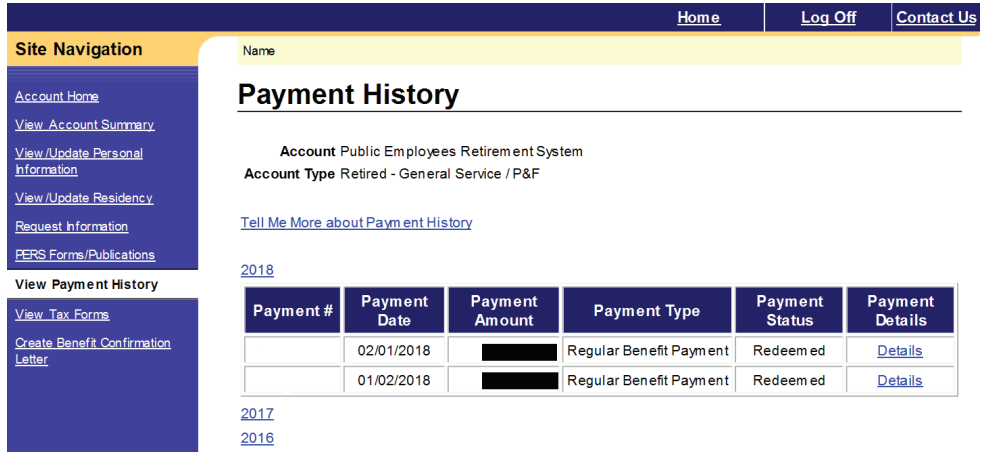 Home Log Off Contact Us
Site Navigation
Account Home
View Account Summary
View/Update Personal
Information
View/Update Residency
Request Information
PERS Forms/Publications
View Payment History
View Tax Forms
Create Benefit Confirmation
Letter
Name
Payment History
Account Public Employees Retirement System
Account Type Retired - General Service / P&F
Tell Me More about Payment History
2018
Payment # Payment Date Payment Amount Payment Type Payment Status Payment Details
02/01/2018 Regular Benefit Payment Redeemed Details
01/02/2018 Regular Benefit Payment Redeemed Details
2017
2016